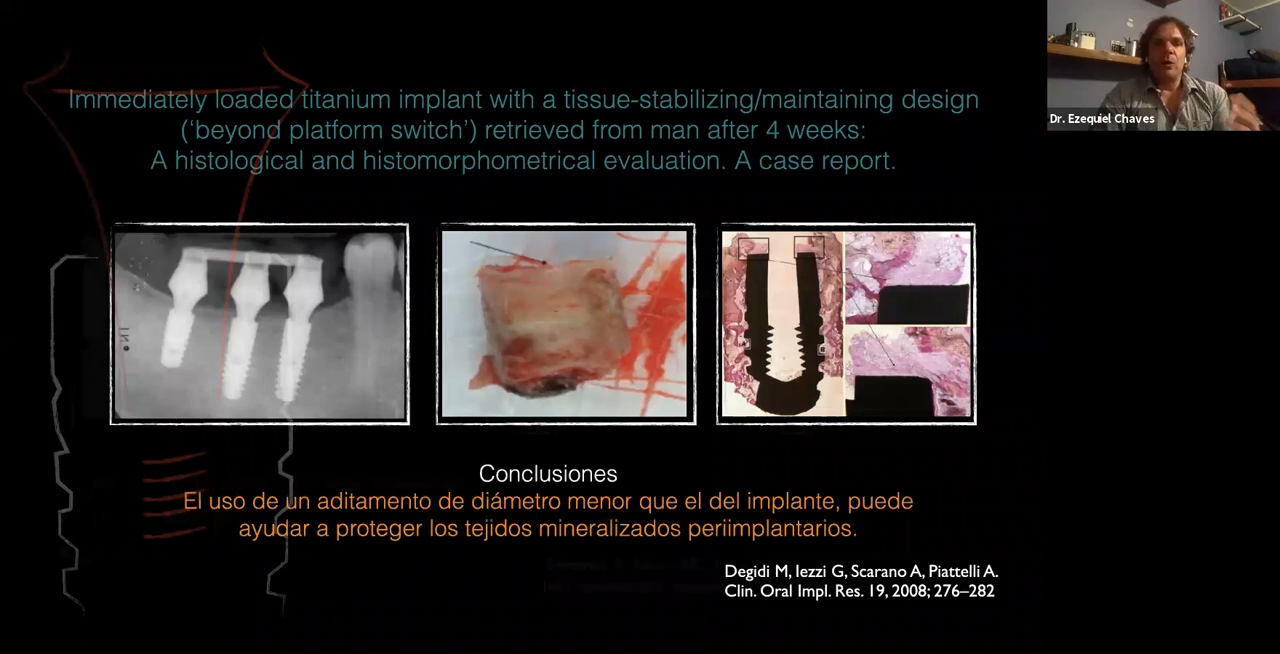 Immediately loaded titanium implant with a tissue-stabilizing/maintaining design
(‘beyond platform switch’) retrieved from man after 4 weeks:
A histological and histomorphometrical evaluation. A case report.
Dr. Ezequiel Chaves
Conclusiones
El uso de un aditamento de diámetro menor que el del implante, puede
ayudar a proteger los tejidos mineralizados periimplantarios.
Degidi M, Iezzi G, Scarano A, Piattelli A.
Clin. Oral Impl. Res. 19, 2008; 276–282